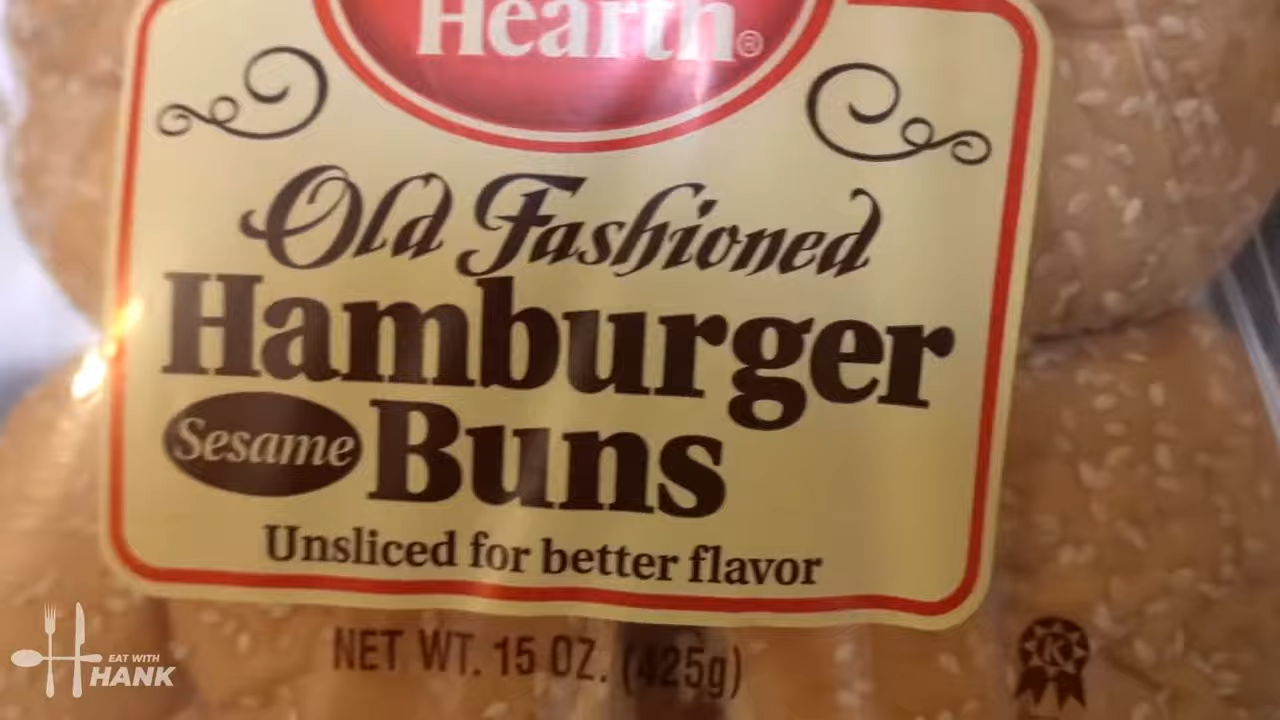 Hearth®
Old Fashioned
Hamburger
Sesame Buns
Unsliced for better flavor
NET WT. 15 OZ. (425g)
K
EAT WITH
HANK